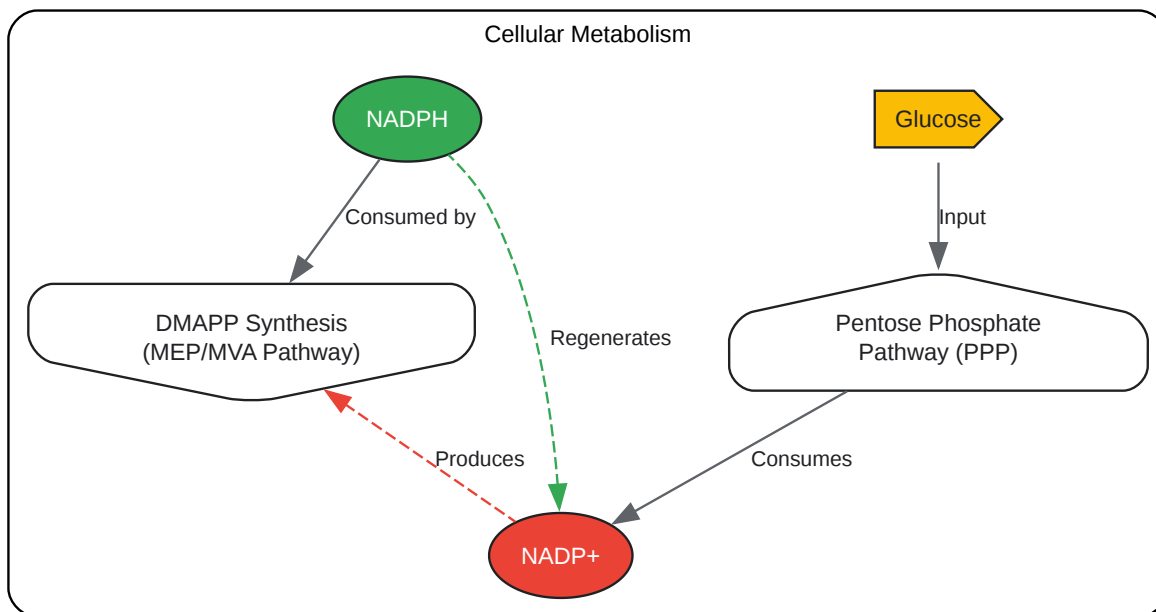 Cellular Metabolism
NADPH
Glucose
Consumed by
Input
DMAPP Synthesis
(MEP/MVA Pathway)
Regenerates
Pentose Phosphate
Pathway (PPP)
Produces
Consumes
NADP+